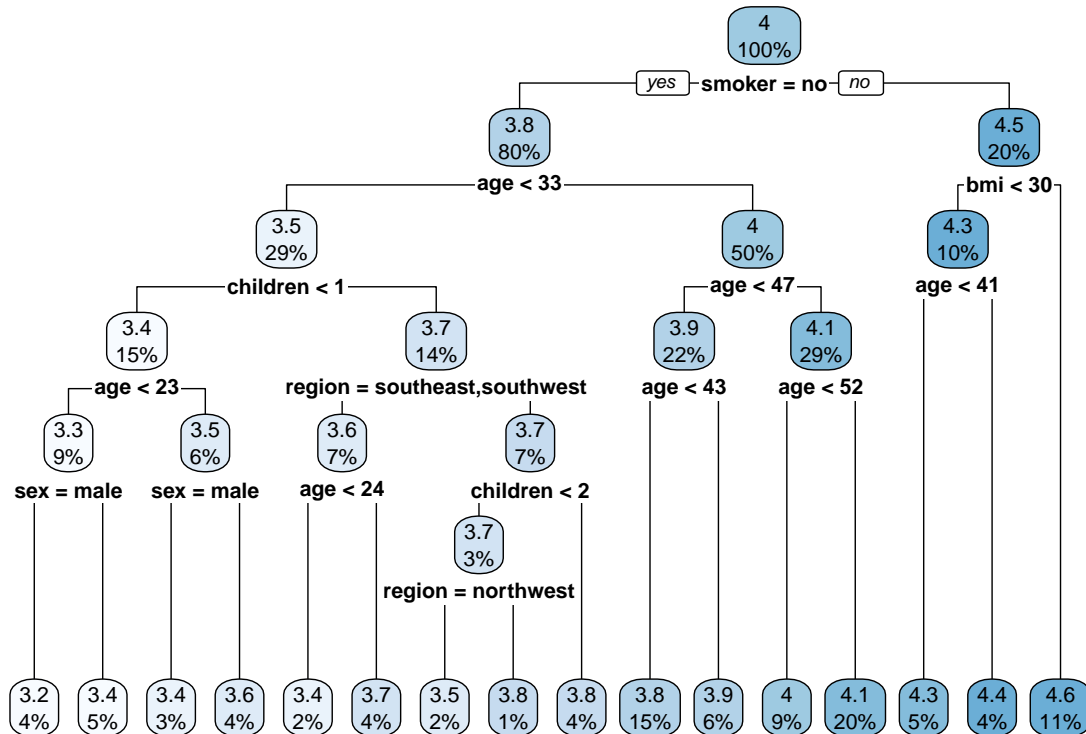 4
100%
yes smoker = no no
3.8 4.5
80% 20%
age < 33 bmi < 30
3.5 4 4.3
29% 50% 10%
children < 1 age < 47 age < 41
3.4 3.7 3.9 4.1
15% 14% 22% 29%
age < 23 region = southeast,southwest age < 43 age < 52
3.3 3.5 3.6 3.7
9% 6% 7% 7%
sex = male sex = male age < 24 children < 2
3.7
3%
region = northwest
3.2 3.4 3.4 3.6 3.4 3.7 3.5 3.8 3.8 3.8 3.9 4 4.1 4.3 4.4 4.6
4% 5% 3% 4% 2% 4% 2% 1% 4% 15% 6% 9% 20% 5% 4% 11%